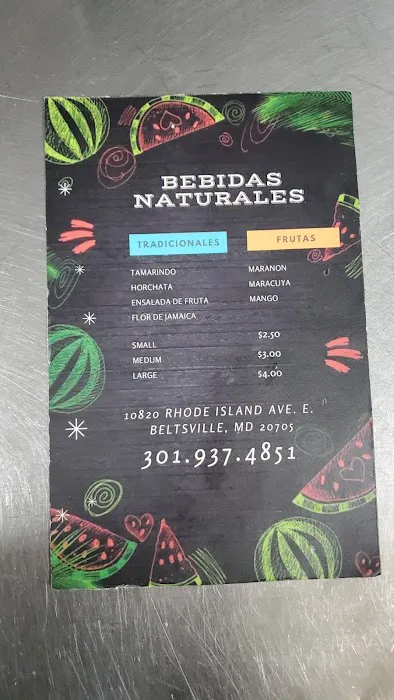 BEBIDAS
NATURALES
TRADICIONALES
FRUTAS
TAMARINDO
HORCHATA
ENSALADA DE FRUTA
FLOR DE JAMAICA
MARANON
MARACUYA
MANGO
SMALL $2.50
MEDUM $3.00
LARGE $4.00
10820 RHODE ISLAND AVE. E.
BELTSVILLE, MD 20705
301.937.4851